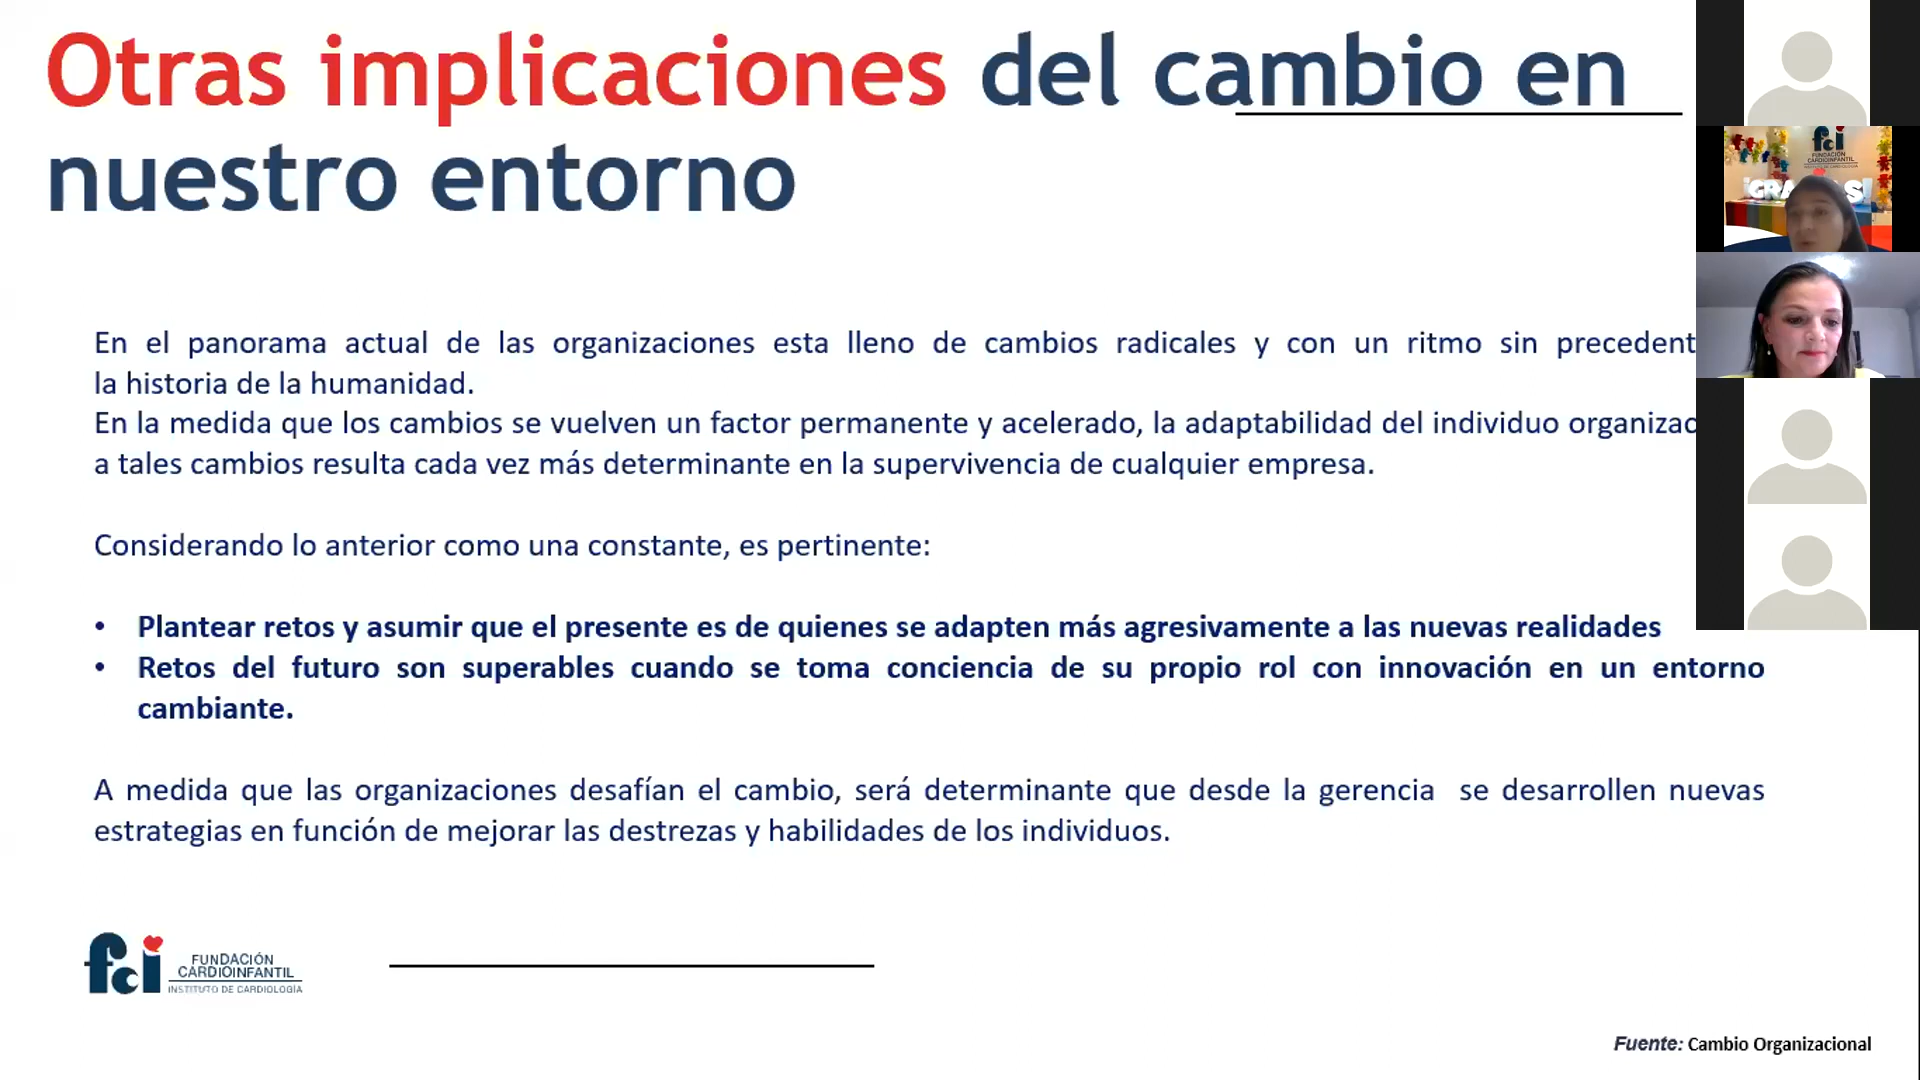 Otras implicaciones del cambio en
nuestro entorno
En el panorama actual de las organizaciones esta lleno de cambios radicales y con un ritmo sin
la historia de la humanidad.
En la medida que los cambios se vuelven un factor permanente y acelerado, la adaptabilidad del individuo
a tales cambios resulta cada vez más determinante en la supervivencia de cualquier empresa.
Considerando lo anterior como una constante, es pertinente:
• Plantear retos y asumir que el presente es de quienes se adapten más agresivamente a las nuevas realidades
• Retos del futuro son superables cuando se toma conciencia de su propio rol con innovación en un entorno
cambiante.
A medida que las organizaciones desafían el cambio, será determinante que desde la gerencia se desarrollen nuevas
estrategias en función de mejorar las destrezas y habilidades de los individuos.
fci
FUNDACIÓN
CARDIOINFANTIL
INSTITUTO DE CARDIOLOGÍA
Fuente: Cambio Organizacional
fci
FUNDACIÓN
CARDIOINFANTIL